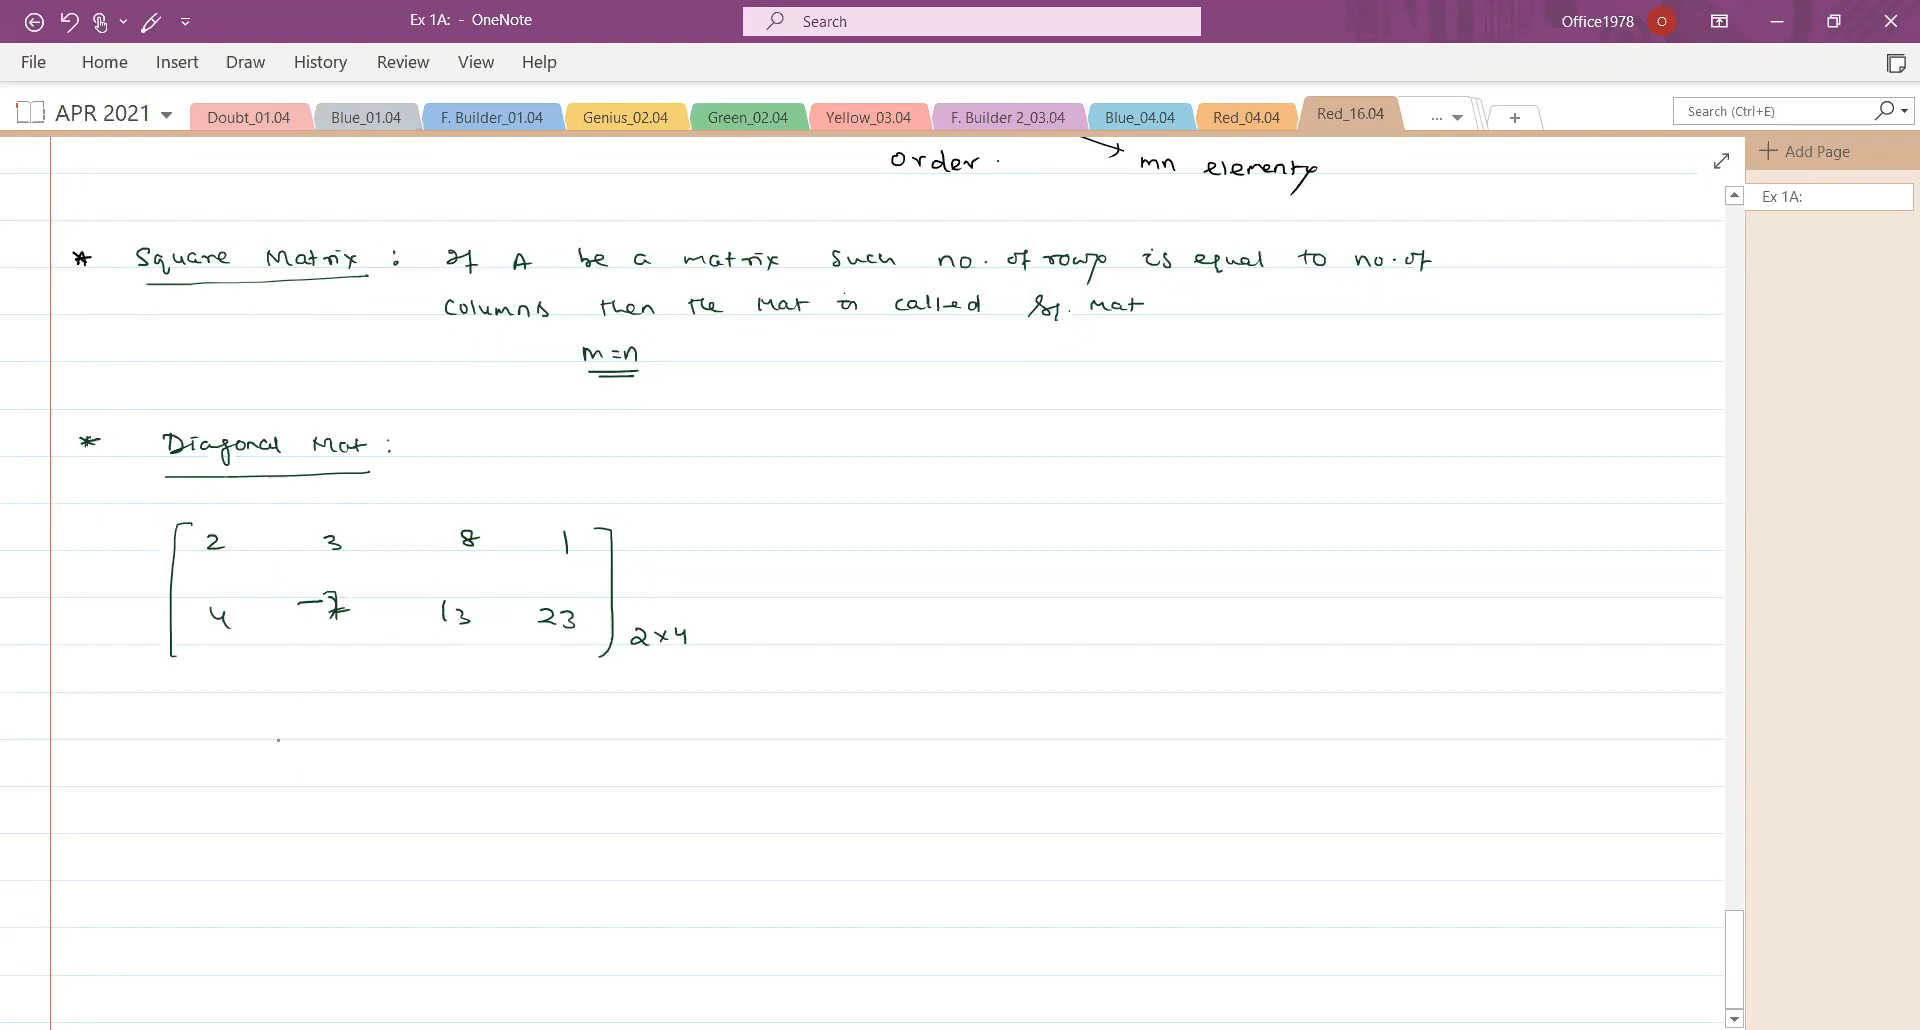 Ex 1A: - OneNote
Search
Office1978
O
File Home Insert Draw History Review View Help
APR 2021
Doubt_01.04 Blue_01.04 F. Builder_01.04 Genius_02.04 Green_02.04 Yellow_03.04 F. Builder 2_03.04 Blue_04.04 Red_04.04 Red_16.04 ... +
Search (Ctrl+E)
Add Page
Ex 1A:
order . mn
* Square Matrix : If A be a matrix such no. of rows is equal to no. of
columns then the Mat is called Sq. Mat
m=n
* Diagonal Mat :
2 3 8 1
4 -7 13 23
2×4